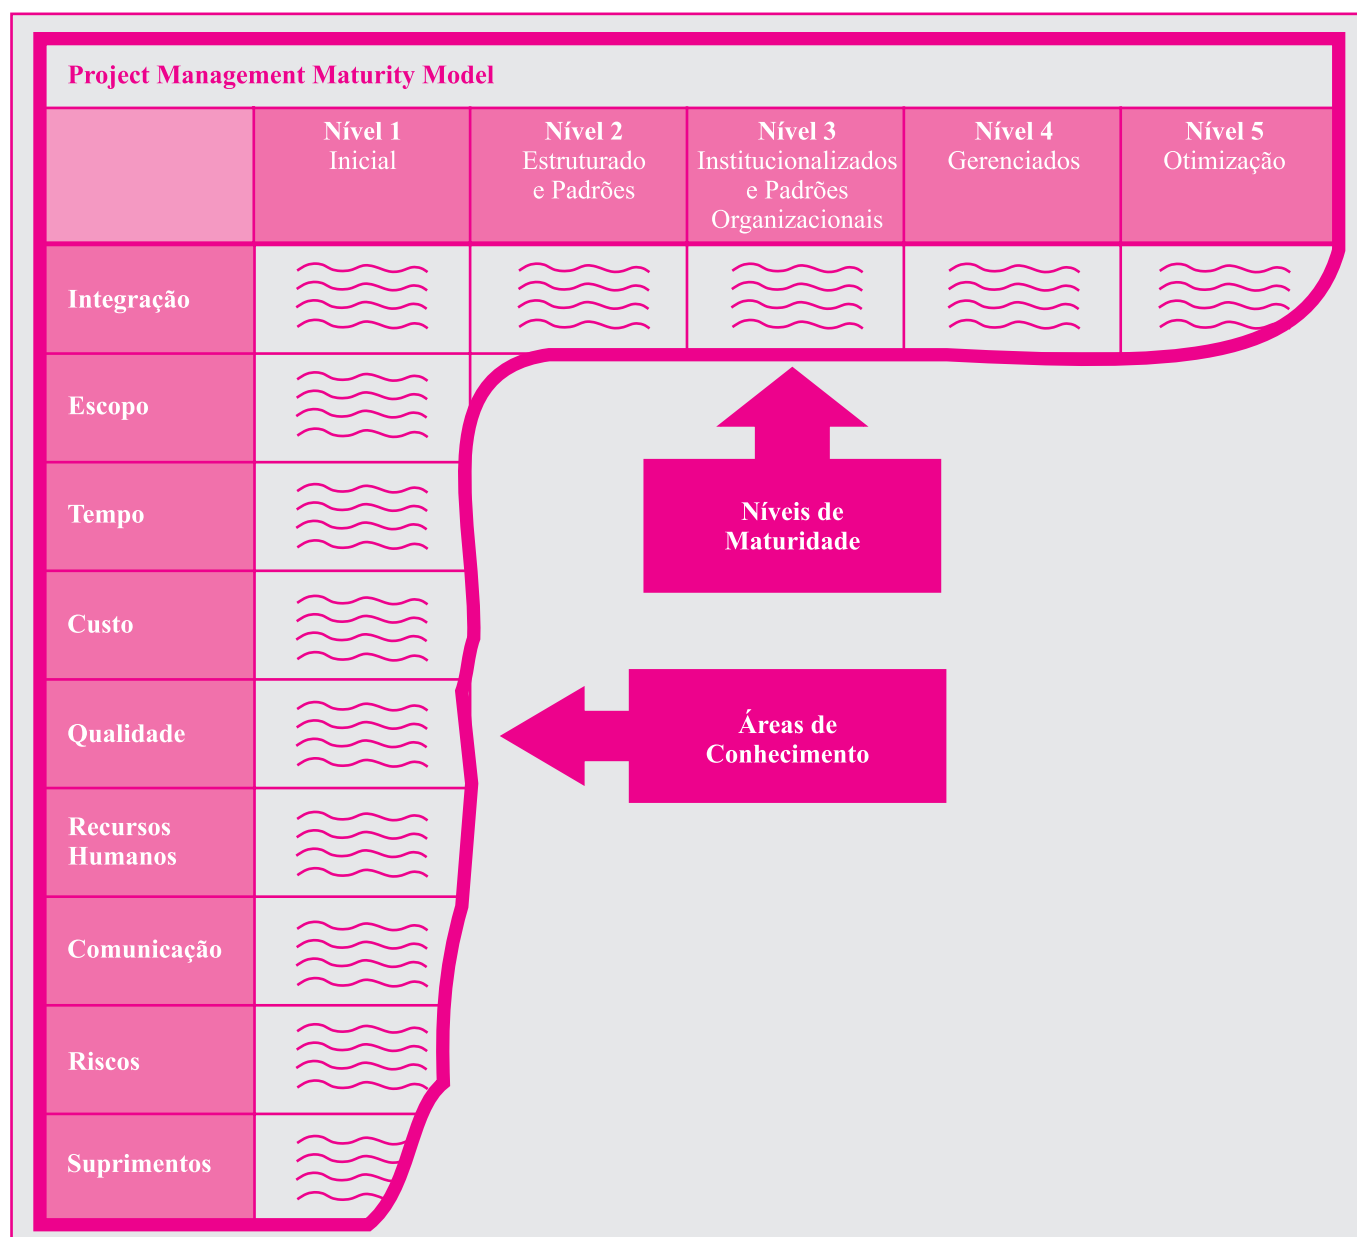 Project Management Maturity Model
Nível 1
Inicial
Nível 2
Estruturado
e Padrões
Nível 3
Institucionalizados
e Padrões
Organizacionais
Nível 4
Gerenciados
Nível 5
Otimização
Integração
Escopo
Tempo
Custo
Qualidade
Recursos
Humanos
Comunicação
Riscos
Suprimentos
Níveis de
Maturidade
Áreas de
Conhecimento